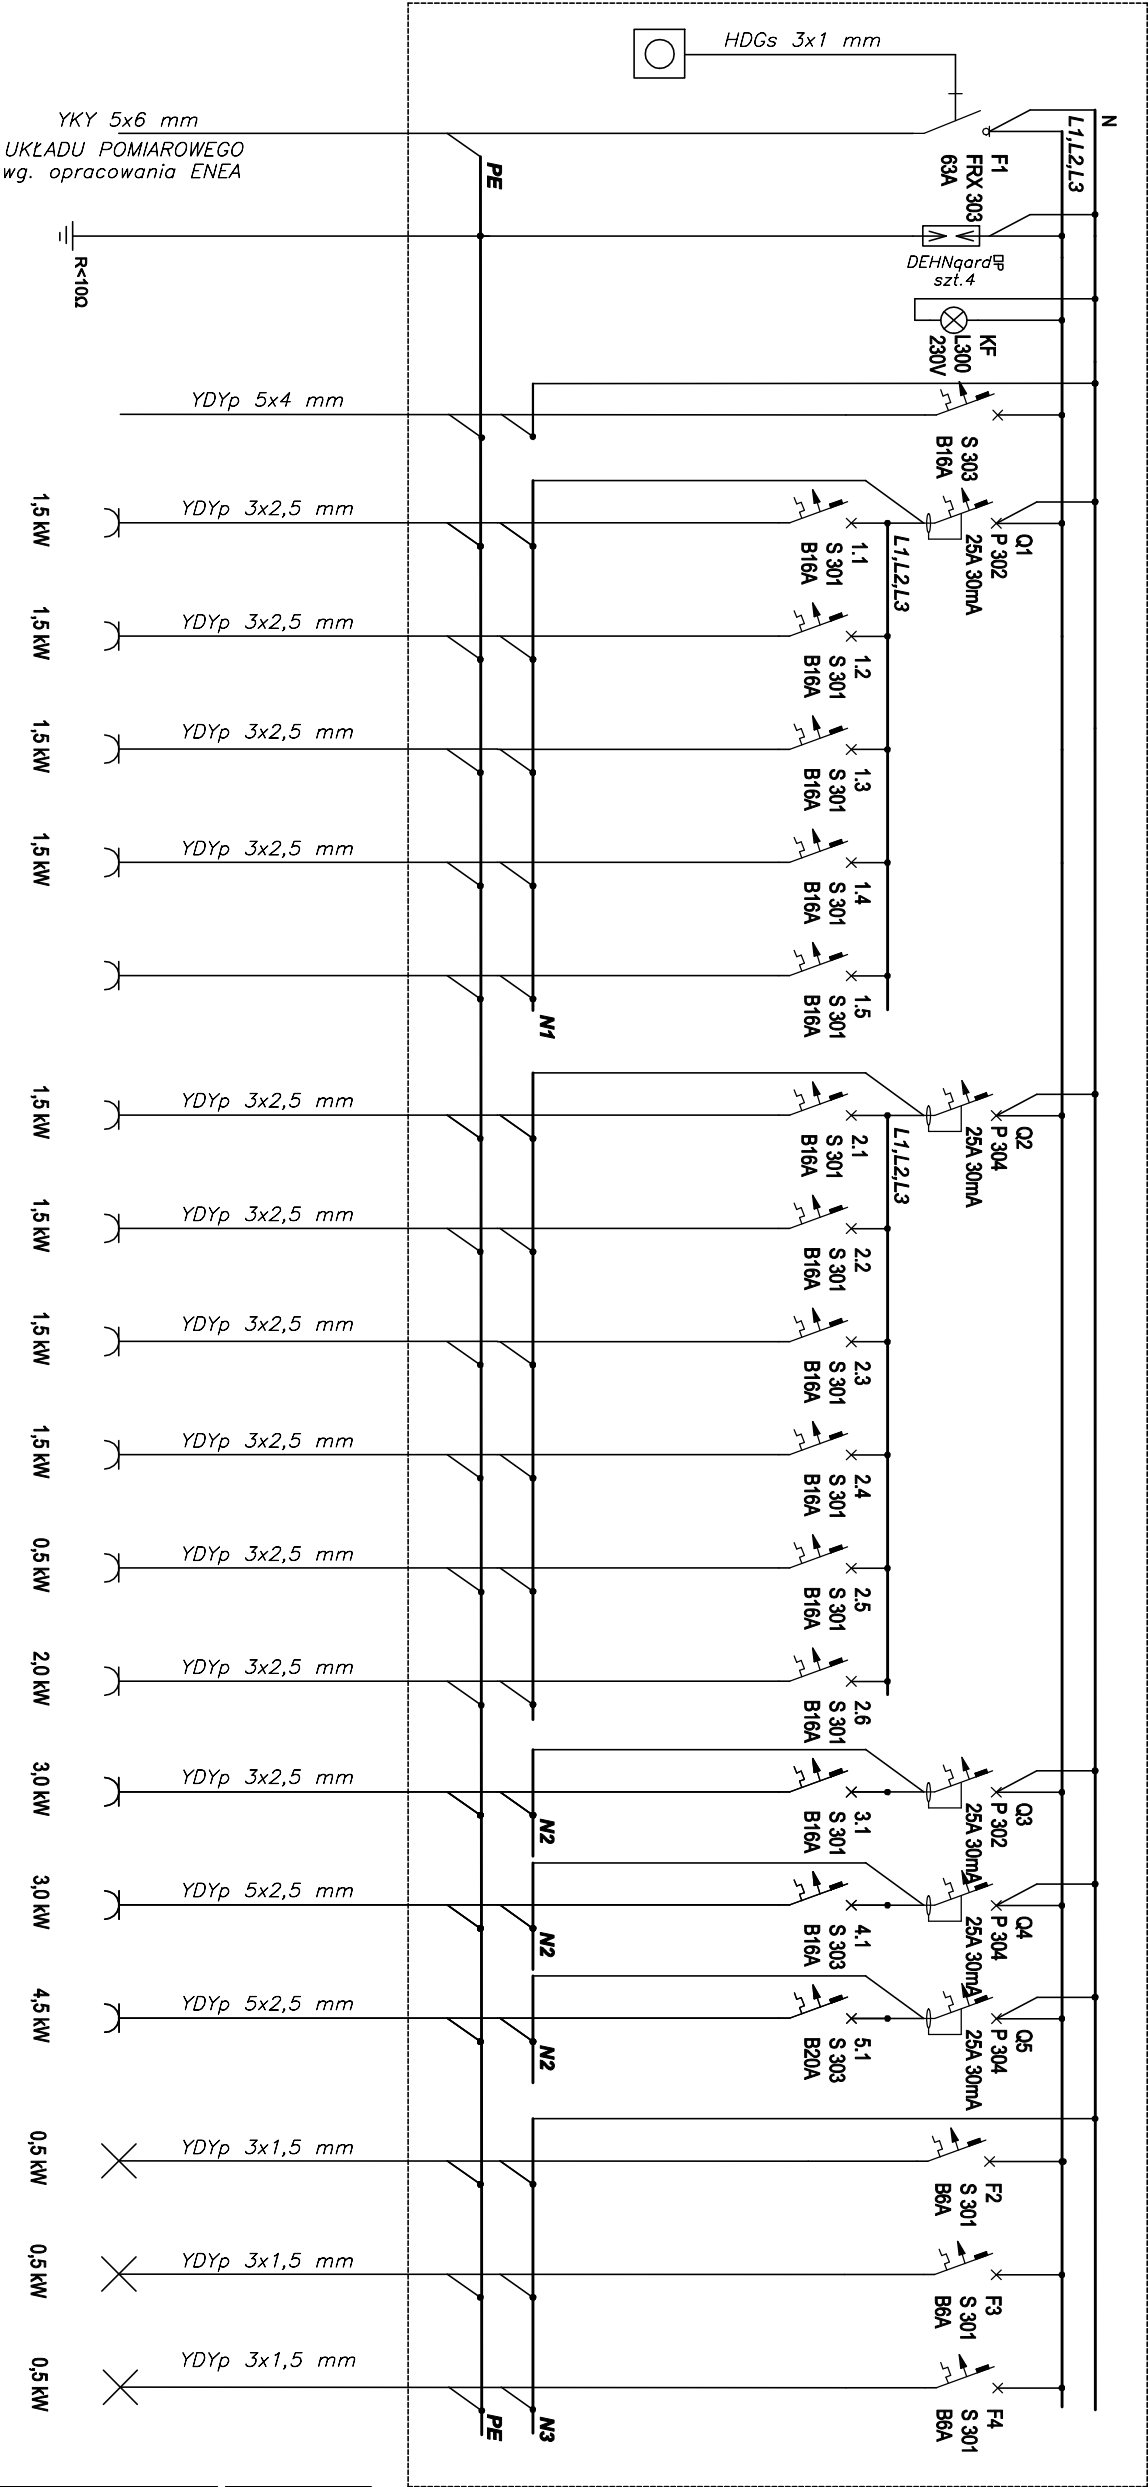 HDGs 3x1 mm
N
L1,L2,L3
YKY 5x6 mm
UKŁADU POMIAROWEGO
wg. opracowania ENEA
PE
F1
FRX 303
63A
DEHNgard
szt.4
R<10Ω
KF
L300
230V
YDYp 5x4 mm
S 303
B16A
Q1
P 302
25A 30mA
L1,L2,L3
1,5 kW
YDYp 3x2,5 mm
1.1
S 301
B16A
1,5 kW
YDYp 3x2,5 mm
1.2
S 301
B16A
1,5 kW
YDYp 3x2,5 mm
1.3
S 301
B16A
1,5 kW
YDYp 3x2,5 mm
1.4
S 301
B16A
1.5
S 301
B16A
N1
Q2
P 304
25A 30mA
L1,L2,L3
1,5 kW
YDYp 3x2,5 mm
2.1
S 301
B16A
1,5 kW
YDYp 3x2,5 mm
2.2
S 301
B16A
1,5 kW
YDYp 3x2,5 mm
2.3
S 301
B16A
1,5 kW
YDYp 3x2,5 mm
2.4
S 301
B16A
0,5 kW
YDYp 3x2,5 mm
2.5
S 301
B16A
2,0 kW
YDYp 3x2,5 mm
2.6
S 301
B16A
3,0 kW
YDYp 3x2,5 mm
N2
3.1
S 301
B16A
Q3
P 302
25A 30mA
3,0 kW
YDYp 5x2,5 mm
N2
4.1
S 303
B16A
Q4
P 304
25A 30mA
4,5 kW
YDYp 5x2,5 mm
N2
5.1
S 303
B20A
Q5
P 304
25A 30mA
0,5 kW
YDYp 3x1,5 mm
F2
S 301
B6A
0,5 kW
YDYp 3x1,5 mm
F3
S 301
B6A
0,5 kW
YDYp 3x1,5 mm
F4
S 301
B6A
PE
N3